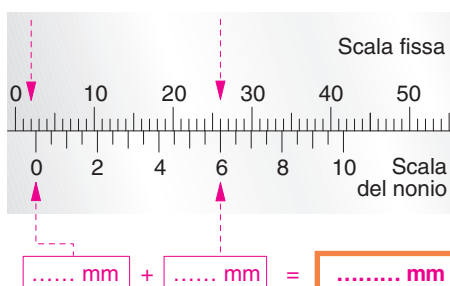 Scala fissa
0 10 20 30 40 50
0 2 4 6 8 10 Scala
del nonio
...... mm + ...... mm = ......... mm